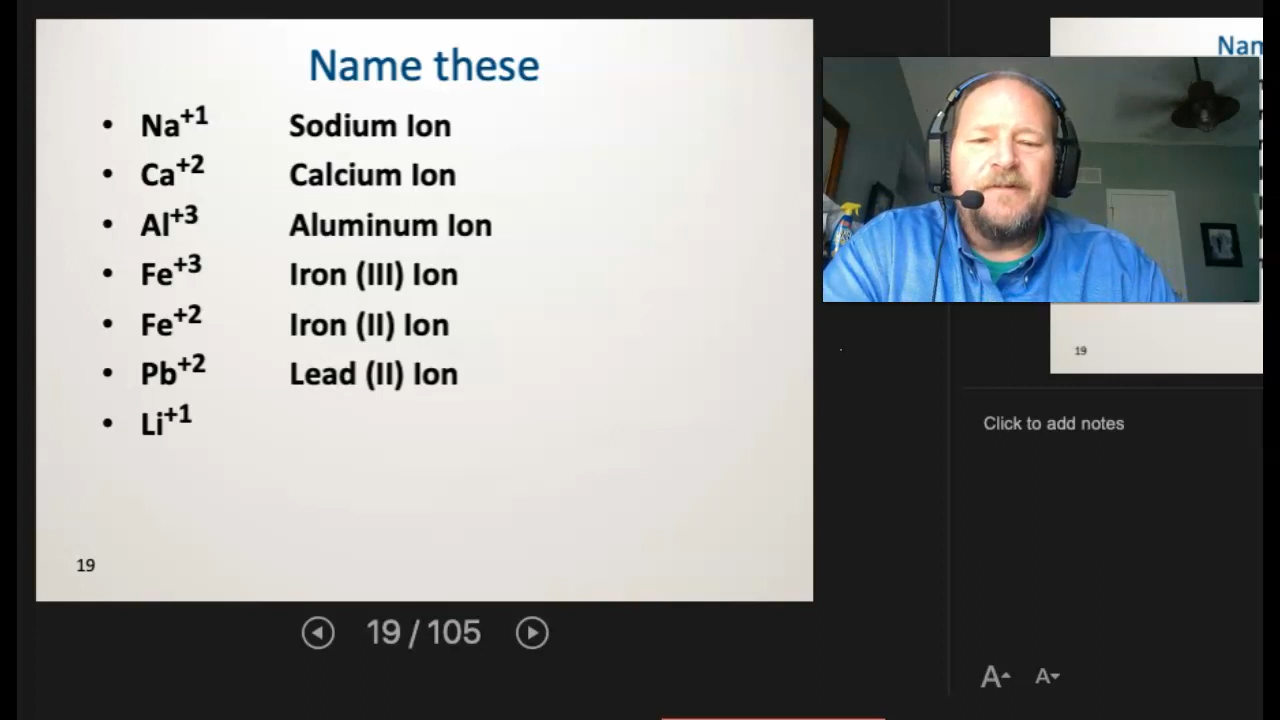 Name these
• Na+1 Sodium Ion
• Ca+2 Calcium Ion
• Al+3 Aluminum Ion
• Fe+3 Iron (III) Ion
• Fe+2 Iron (II) Ion
• Pb+2 Lead (II) Ion
• Li+1
19
19 / 105
Nam
19
Click to add notes
A A